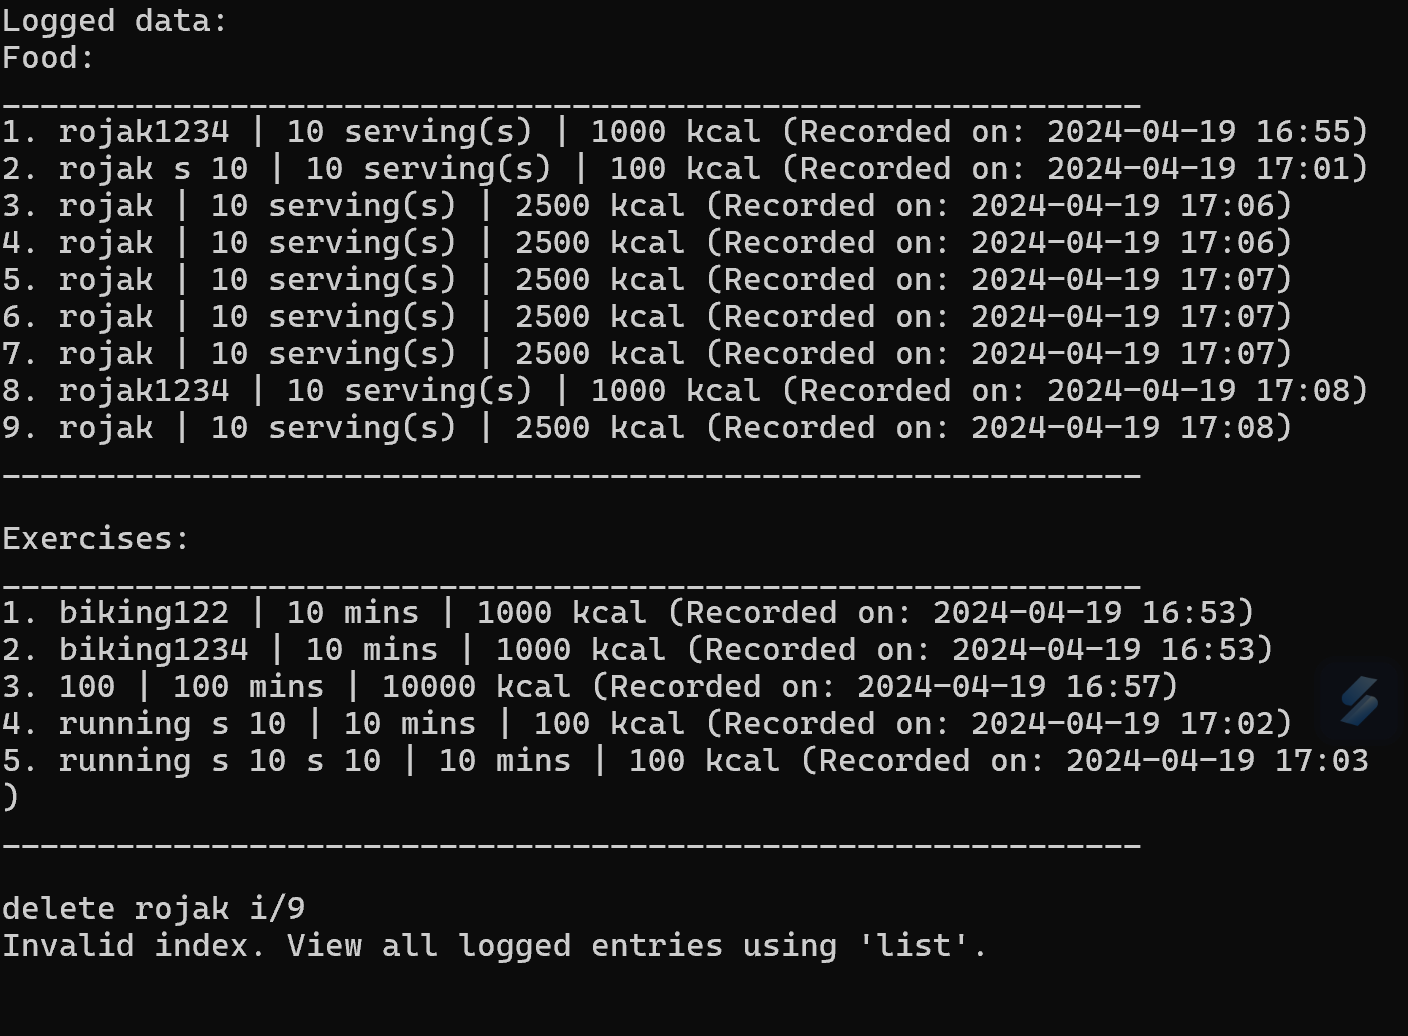 Logged data:
Food:
____________________________________________________________
1. rojak1234 | 10 serving(s) | 1000 kcal (Recorded on: 2024-04-19 16:55)
2. rojak s 10 | 10 serving(s) | 100 kcal (Recorded on: 2024-04-19 17:01)
3. rojak | 10 serving(s) | 2500 kcal (Recorded on: 2024-04-19 17:06)
4. rojak | 10 serving(s) | 2500 kcal (Recorded on: 2024-04-19 17:06)
5. rojak | 10 serving(s) | 2500 kcal (Recorded on: 2024-04-19 17:07)
6. rojak | 10 serving(s) | 2500 kcal (Recorded on: 2024-04-19 17:07)
7. rojak | 10 serving(s) | 2500 kcal (Recorded on: 2024-04-19 17:07)
8. rojak1234 | 10 serving(s) | 1000 kcal (Recorded on: 2024-04-19 17:08)
9. rojak | 10 serving(s) | 2500 kcal (Recorded on: 2024-04-19 17:08)
____________________________________________________________
Exercises:
____________________________________________________________
1. biking122 | 10 mins | 1000 kcal (Recorded on: 2024-04-19 16:53)
2. biking1234 | 10 mins | 1000 kcal (Recorded on: 2024-04-19 16:53)
3. 100 | 100 mins | 10000 kcal (Recorded on: 2024-04-19 16:57)
4. running s 10 | 10 mins | 100 kcal (Recorded on: 2024-04-19 17:02)
5. running s 10 s 10 | 10 mins | 100 kcal (Recorded on: 2024-04-19 17:03
)
____________________________________________________________
delete rojak i/9
Invalid index. View all logged entries using 'list'.